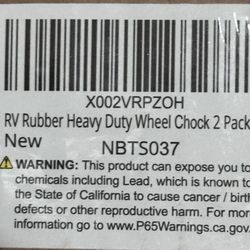 X002VRPZOH
RV Rubber Heavy Duty Wheel Chock 2 Pack
New NBTS037
WARNING: This product can expose you to
chemicals including Lead, which is known to
the State of California to cause cancer / birth
defects or other reproductive harm. For more
information go to www.P65Warnings.ca.gov